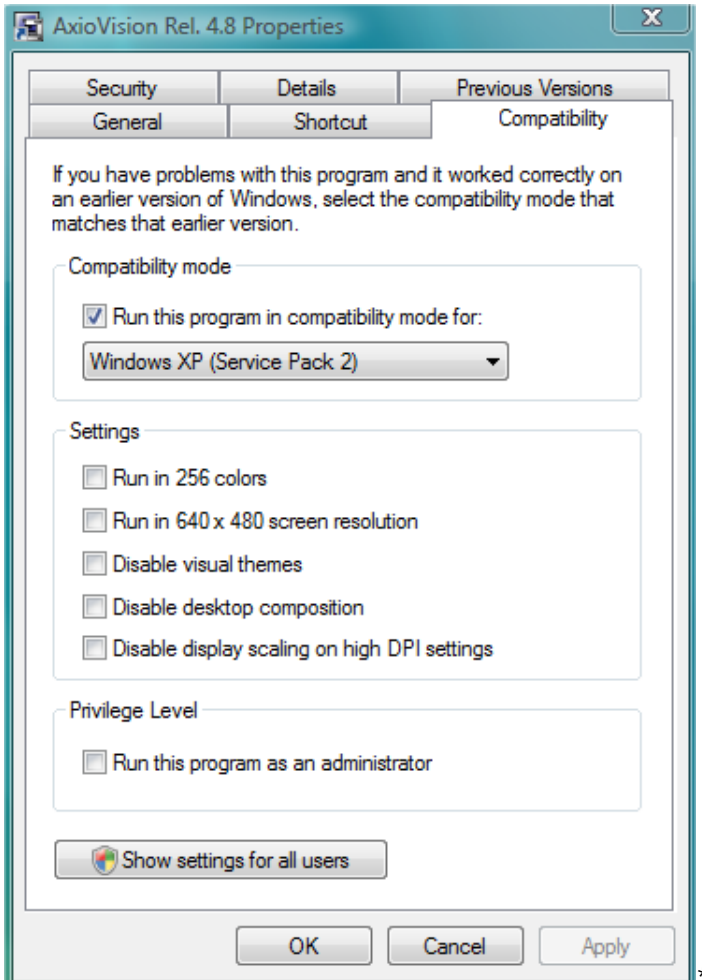 AxioVision Rel. 4.8 Properties
Security Details Previous Versions
General Shortcut Compatibility
If you have problems with this program and it worked correctly on
an earlier version of Windows, select the compatibility mode that
matches that earlier version.
Compatibility mode
Run this program in compatibility mode for:
Windows XP (Service Pack 2)
Settings
Run in 256 colors
Run in 640 x 480 screen resolution
Disable visual themes
Disable desktop composition
Disable display scaling on high DPI settings
Privilege Level
Run this program as an administrator
Show settings for all users
OK Cancel Apply